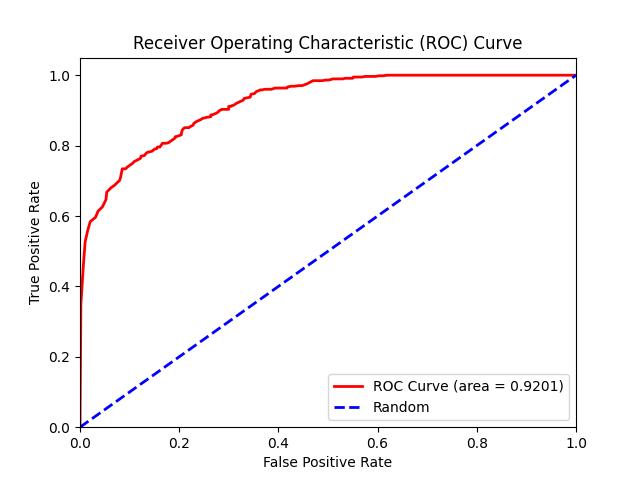 Receiver Operating Characteristic (ROC) Curve
1.0
0.8
0.6
0.4
0.2
0.0
True Positive Rate
ROC Curve (area = 0.9201)
Random
0.0 0.2 0.4 0.6 0.8 1.0
False Positive Rate